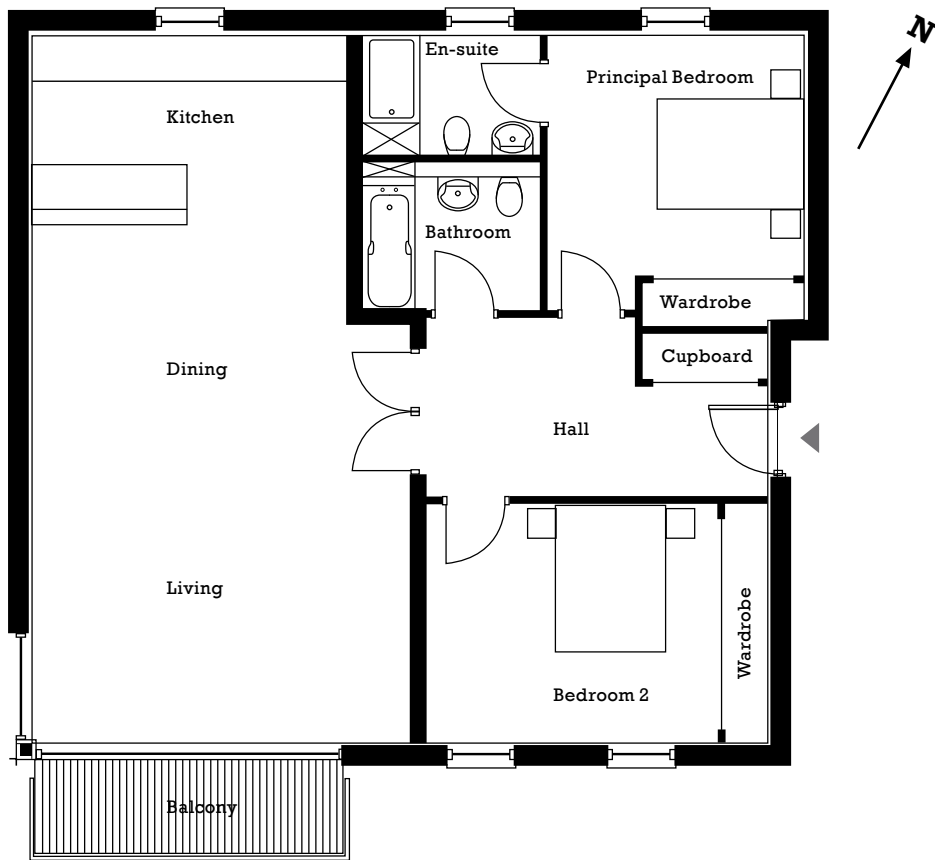 N
En-suite
Principal Bedroom
Kitchen
Bathroom
Wardrobe
Cupboard
Dining
Hall
Living
Wardrobe
Bedroom 2
Balcony